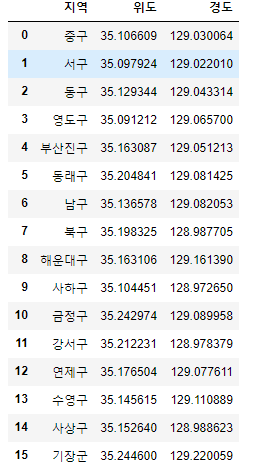 지역 위도 경도
0 중구 35.106609 129.030064
1 서구 35.097924 129.022010
2 동구 35.129344 129.043314
3 영도구 35.091212 129.065700
4 부산진구 35.163087 129.051213
5 동래구 35.204841 129.081425
6 남구 35.136578 129.082053
7 북구 35.198325 128.987705
8 해운대구 35.163106 129.161390
9 사하구 35.104451 128.972650
10 금정구 35.242974 129.089958
11 강서구 35.212231 128.978379
12 연제구 35.176504 129.077611
13 수영구 35.145615 129.110889
14 사상구 35.152640 128.988623
15 기장군 35.244600 129.220059